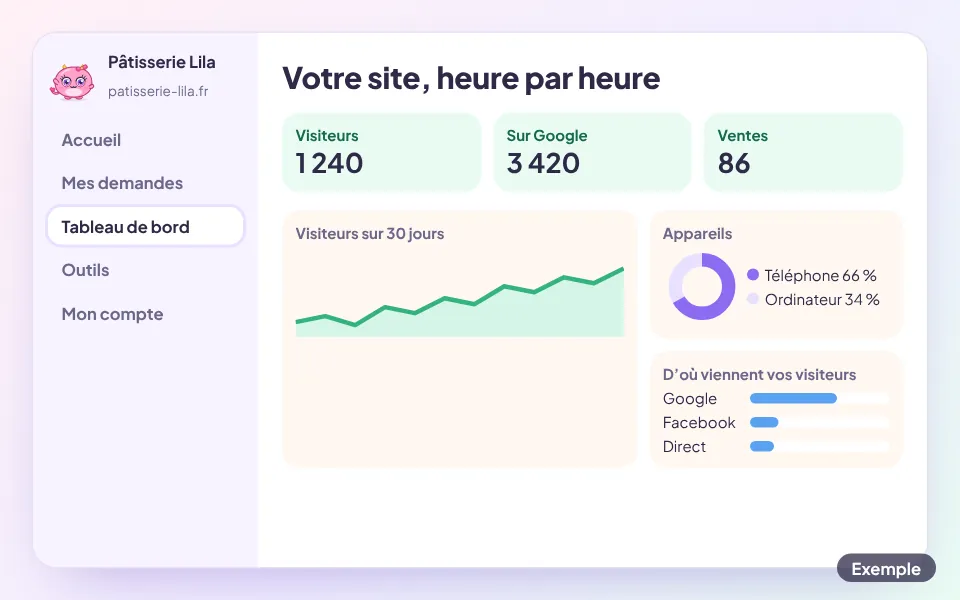 Pâtisserie Lila
patisserie-lila.fr
Accueil
Mes demandes
Tableau de bord
Outils
Mon compte
Votre site, heure par heure
Visiteurs
1 240
Sur Google
3 420
Ventes
86
Visiteurs sur 30 jours
Appareils
Téléphone 66 %
Ordinateur 34 %
D’où viennent vos visiteurs
Google
Facebook
Direct
Exemple